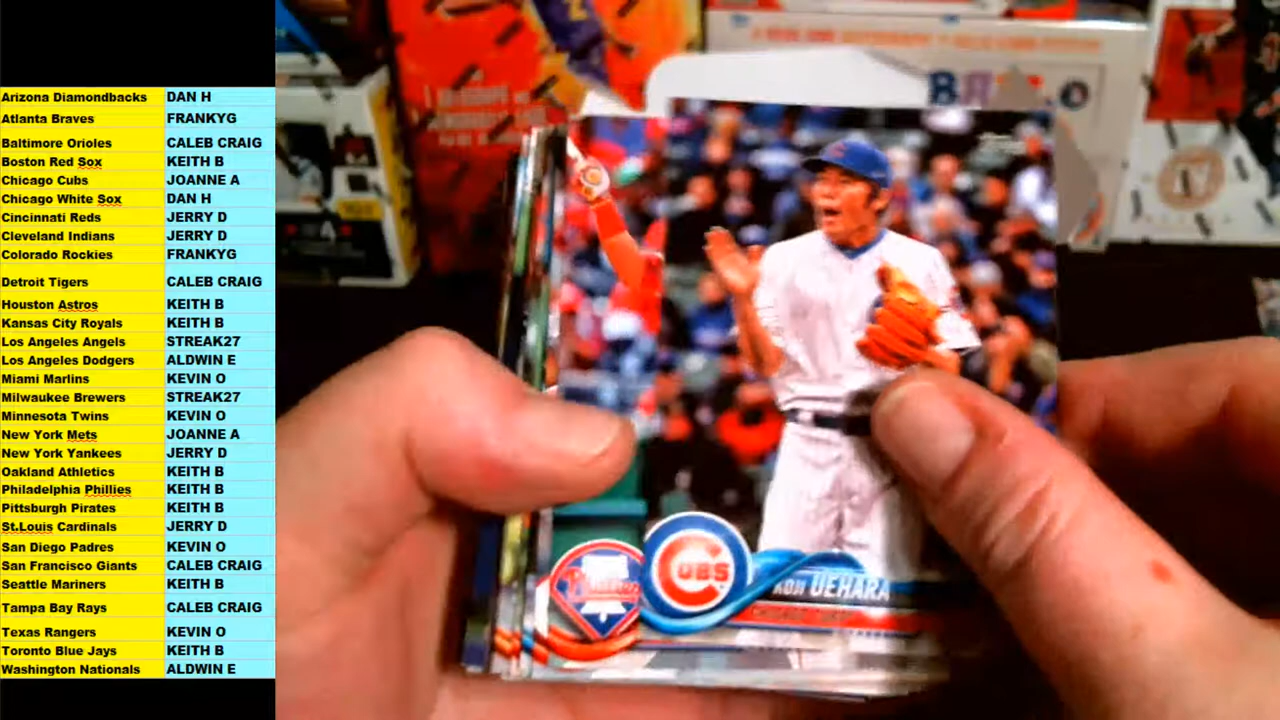 Arizona Diamondbacks DAN H
Atlanta Braves FRANKYG
Baltimore Orioles CALEB CRAIG
Boston Red Sox KEITH B
Chicago Cubs JOANNE A
Chicago White Sox DAN H
Cincinnati Reds JERRY D
Cleveland Indians JERRY D
Colorado Rockies FRANKYG
Detroit Tigers CALEB CRAIG
Houston Astros KEITH B
Kansas City Royals KEITH B
Los Angeles Angels STREAK27
Los Angeles Dodgers ALDWIN E
Miami Marlins KEVIN O
Milwaukee Brewers STREAK27
Minnesota Twins KEVIN O
New York Mets JOANNE A
New York Yankees JERRY D
Oakland Athletics KEITH B
Philadelphia Phillies KEITH B
Pittsburgh Pirates KEITH B
St.Louis Cardinals JERRY D
San Diego Padres KEVIN O
San Francisco Giants CALEB CRAIG
Seattle Mariners KEITH B
Tampa Bay Rays CALEB CRAIG
Texas Rangers KEVIN O
Toronto Blue Jays KEITH B
Washington Nationals ALDWIN E
Phillies
CUBS
KOJI UEHARA